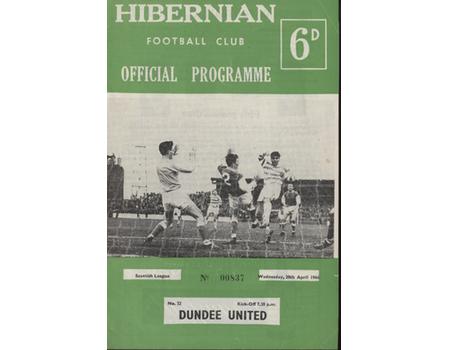 HIBERNIAN
FOOTBALL CLUB
6D
OFFICIAL PROGRAMME
Scottish League
No 00837
Wednesday, 20th April 1966
No. 32
Kick-Off 7.30 p.m.
DUNDEE UNITED